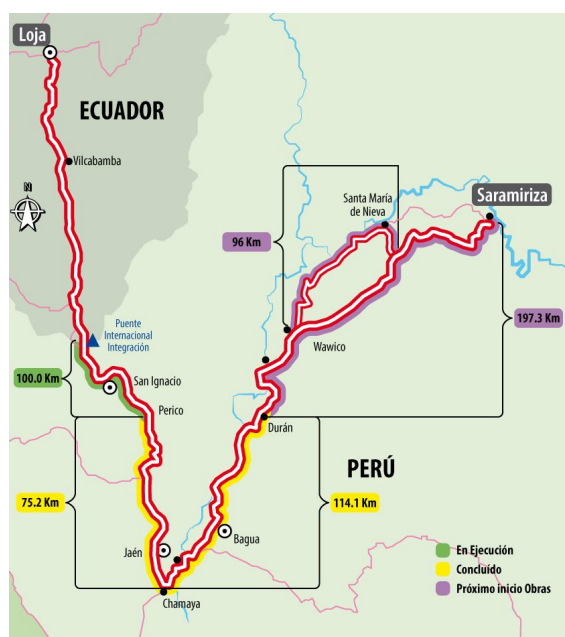 Loja
ECUADOR
Vilcabamba
N
Santa María
de Nieva
Saramiriza
96 Km
197.3 Km
Puente
Internacional
Integración
Wawico
100.0 Km
San Ignacio
Perico
Durán
PERÚ
75.2 Km
114.1 Km
Bagua
Jaén
En Ejecución
Concluído
Próximo inicio Obras
Chamaya